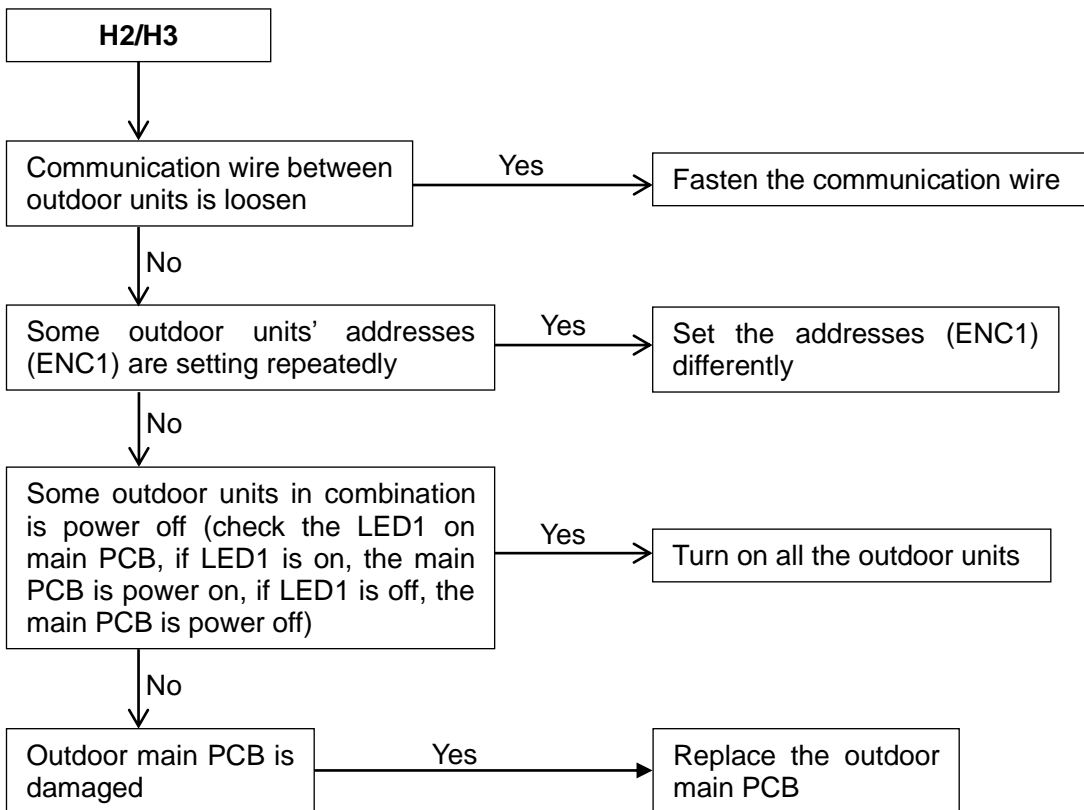 H2/H3
Communication wire between
outdoor units is loosen
Yes
Fasten the communication wire
No
Some outdoor units’ addresses
(ENC1) are setting repeatedly
Yes
Set the addresses (ENC1)
differently
No
Some outdoor units in combination
is power off (check the LED1 on
main PCB, if LED1 is on, the main
PCB is power on, if LED1 is off, the
main PCB is power off)
Yes
Turn on all the outdoor units
No
Outdoor main PCB is
damaged
Yes
Replace the outdoor
main PCB